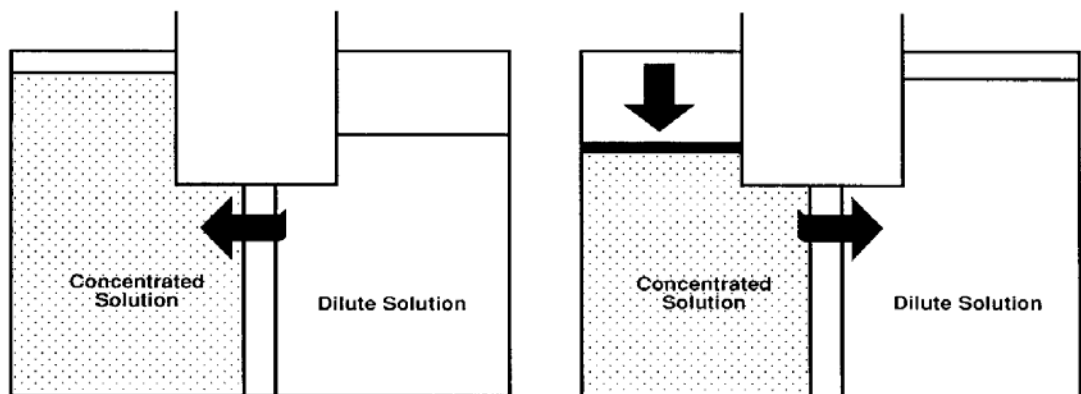 Concentrated
Solution
Dilute Solution
Concentrated
Solution
Dilute Solution